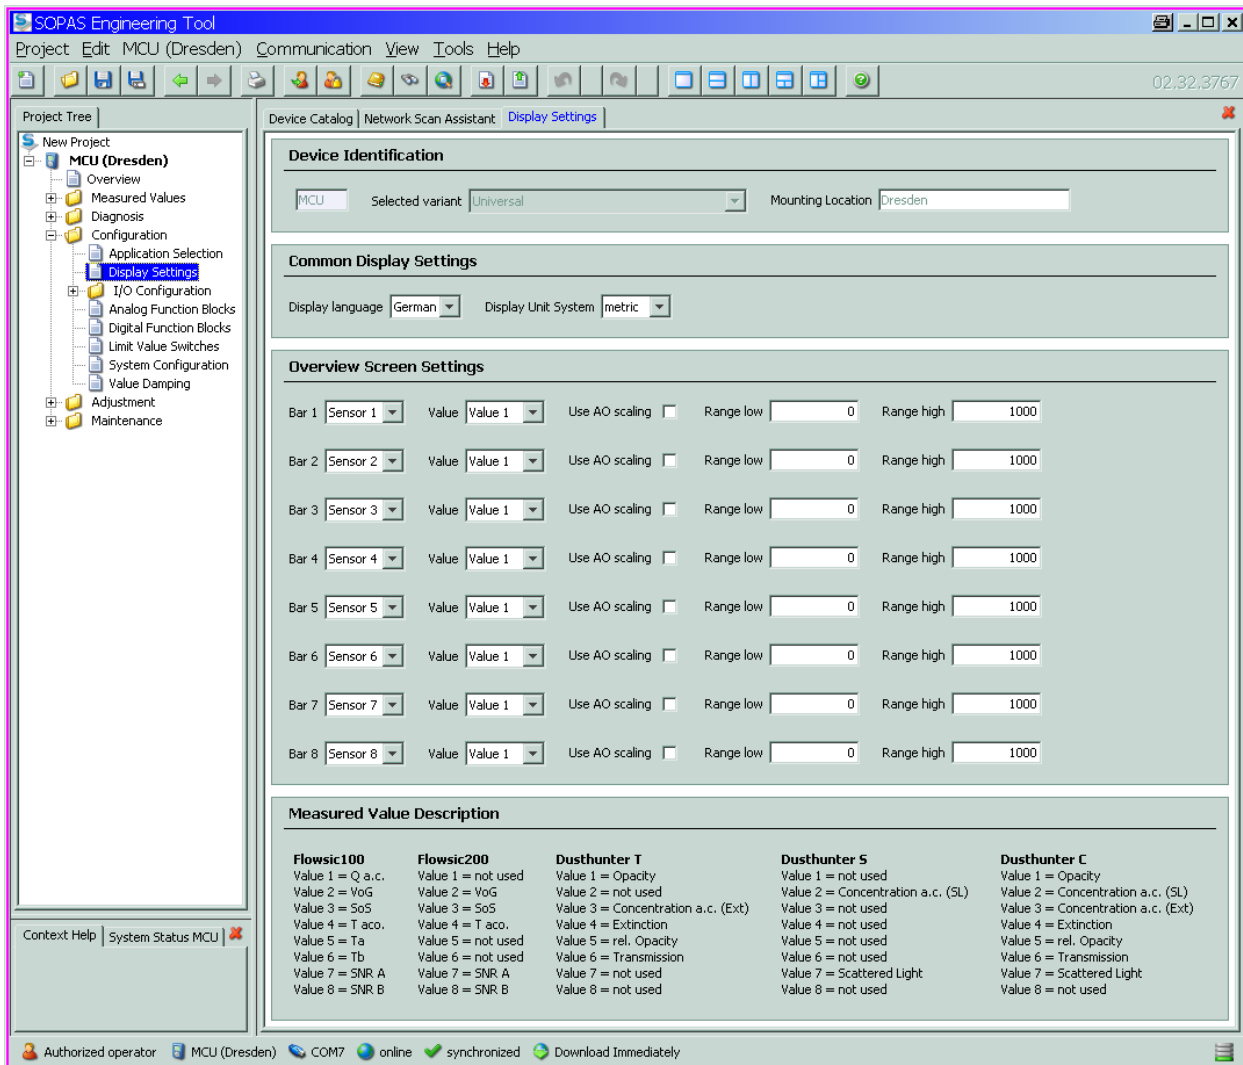 SOPAS Engineering Tool
Project Edit MCU (Dresden) Communication View Tools Help
02.32.3767
Project Tree
New Project
MCU (Dresden)
Overview
Measured Values
Diagnosis
Configuration
Application Selection
Display Settings
I/O Configuration
Analog Function Blocks
Digital Function Blocks
Limit Value Switches
System Configuration
Value Damping
Adjustment
Maintenance
Context Help System Status MCU
Device Catalog Network Scan Assistant Display Settings
Device Identification
MCU Selected variant Universal Mounting Location Dresden
Common Display Settings
Display language German Display Unit System metric
Overview Screen Settings
Bar 1 Sensor 1 Value Value 1 Use AO scaling Range low 0 Range high 1000
Bar 2 Sensor 2 Value Value 1 Use AO scaling Range low 0 Range high 1000
Bar 3 Sensor 3 Value Value 1 Use AO scaling Range low 0 Range high 1000
Bar 4 Sensor 4 Value Value 1 Use AO scaling Range low 0 Range high 1000
Bar 5 Sensor 5 Value Value 1 Use AO scaling Range low 0 Range high 1000
Bar 6 Sensor 6 Value Value 1 Use AO scaling Range low 0 Range high 1000
Bar 7 Sensor 7 Value Value 1 Use AO scaling Range low 0 Range high 1000
Bar 8 Sensor 8 Value Value 1 Use AO scaling Range low 0 Range high 1000
Measured Value Description
Flowsic100
Value 1 = Q a.c.
Value 2 = VoG
Value 3 = SoS
Value 4 = T aco.
Value 5 = Ta
Value 6 = Tb
Value 7 = SNR A
Value 8 = SNR B
Flowsic200
Value 1 = not used
Value 2 = VoG
Value 3 = SoS
Value 4 = T aco.
Value 5 = not used
Value 6 = not used
Value 7 = SNR A
Value 8 = SNR B
Dusthunter T
Value 1 = Opacity
Value 2 = not used
Value 3 = Concentration a.c. (Ext)
Value 4 = Extinction
Value 5 = rel. Opacity
Value 6 = Transmission
Value 7 = not used
Value 8 = not used
Dusthunter S
Value 1 = not used
Value 2 = Concentration a.c. (SL)
Value 3 = not used
Value 4 = not used
Value 5 = not used
Value 6 = not used
Value 7 = Scattered Light
Value 8 = not used
Dusthunter C
Value 1 = Opacity
Value 2 = Concentration a.c. (SL)
Value 3 = Concentration a.c. (Ext)
Value 4 = Extinction
Value 5 = rel. Opacity
Value 6 = Transmission
Value 7 = Scattered Light
Value 8 = not used
Authorized operator MCU (Dresden) COM7 online synchronized Download Immediately